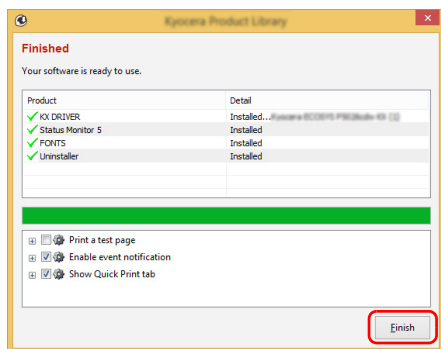 Kyocera Product Library
Finished
Your software is ready to use.
Product Detail
KX DRIVER Installed...
Status Monitor 5 Installed
FONTS Installed
Uninstaller Installed
Print a test page
Enable event notification
Show Quick Print tab
Finish